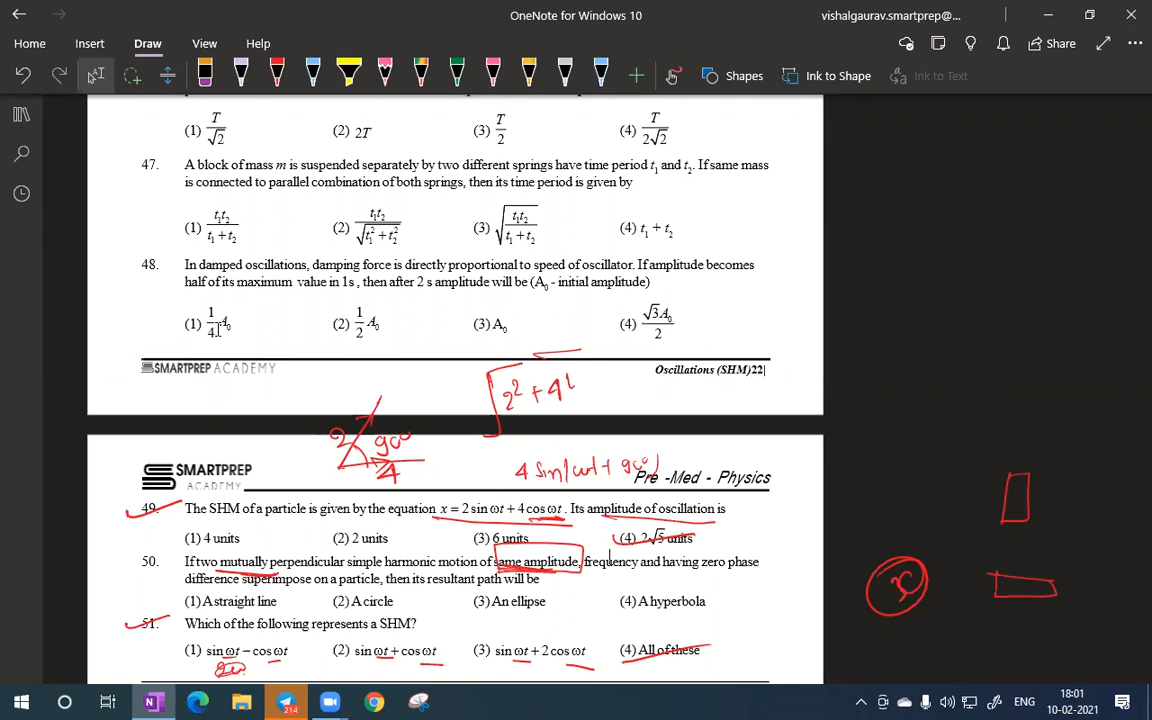 OneNote for Windows 10
vishalgaurav.smartprep@...
Home Insert Draw View Help
Share
Shapes Ink to Shape Ink to Text
(1) T/√2 (2) 2T (3) T/2 (4) T/2√2
47. A block of mass m is suspended separately by two different springs have time period t₁ and t₂. If same mass
is connected to parallel combination of both springs, then its time period is given by
(1) t₁t₂/(t₁ + t₂) (2) t₁t₂/√(t₁² + t₂²) (3) √(t₁t₂/(t₁ + t₂)) (4) t₁ + t₂
48. In damped oscillations, damping force is directly proportional to speed of oscillator. If amplitude becomes
half of its maximum value in 1s , then after 2 s amplitude will be (A₀ - initial amplitude)
(1) 1/4 A₀ (2) 1/2 A₀ (3) A₀ (4) √3A₀/2
SMARTPREP ACADEMY Oscillations (SHM)22|
2² + 4²
2 90°
4
4 sin(ωt + 90°)
SMARTPREP
ACADEMY
Pre -Med - Physics
49. The SHM of a particle is given by the equation x = 2 sin ωt + 4 cos ωt . Its amplitude of oscillation is
(1) 4 units (2) 2 units (3) 6 units (4) 2√5 units
50. If two mutually perpendicular simple harmonic motion of same amplitude, frequency and having zero phase
difference superimpose on a particle, then its resultant path will be
(1) A straight line (2) A circle (3) An ellipse (4) A hyperbola
51. Which of the following represents a SHM?
(1) sin ωt − cos ωt (2) sin ωt + cos ωt (3) sin ωt + 2 cos ωt (4) All of these
214
ENG
18:01
10-02-2021